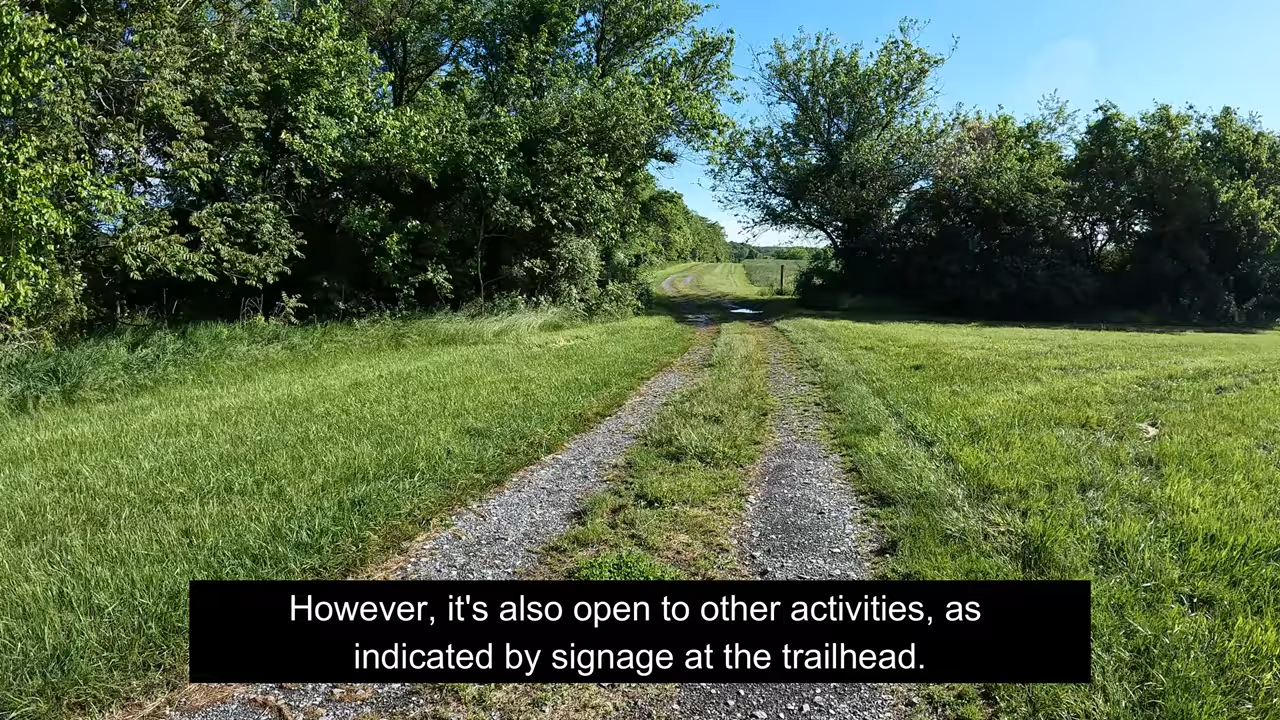 However, it's also open to other activities, as
indicated by signage at the trailhead.